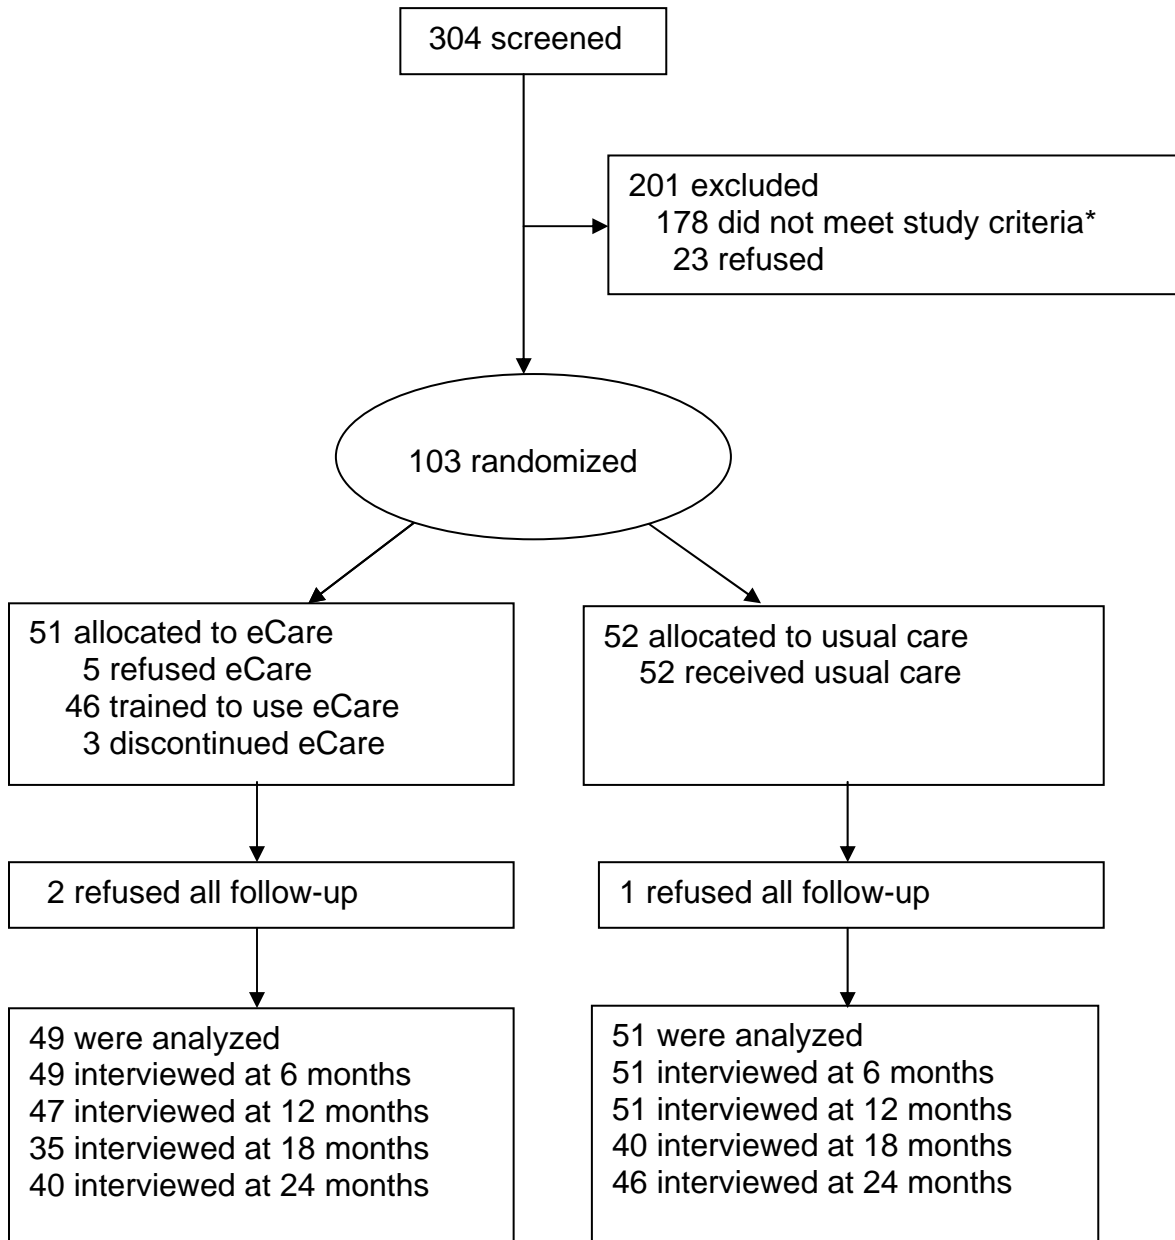 304 screened
201 excluded
178 did not meet study criteria*
23 refused
103 randomized
51 allocated to eCare
5 refused eCare
46 trained to use eCare
3 discontinued eCare
52 allocated to usual care
52 received usual care
2 refused all follow-up
1 refused all follow-up
49 were analyzed
49 interviewed at 6 months
47 interviewed at 12 months
35 interviewed at 18 months
40 interviewed at 24 months
51 were analyzed
51 interviewed at 6 months
51 interviewed at 12 months
40 interviewed at 18 months
46 interviewed at 24 months